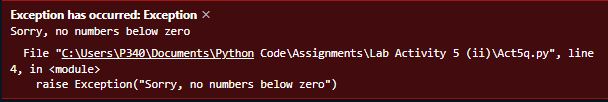 Exception has occurred: Exception ×
Sorry, no numbers below zero
File "C:\Users\P340\Documents\Python Code\Assignments\Lab Activity 5 (ii)\Act5q.py", line
4, in <module>
raise Exception("Sorry, no numbers below zero")